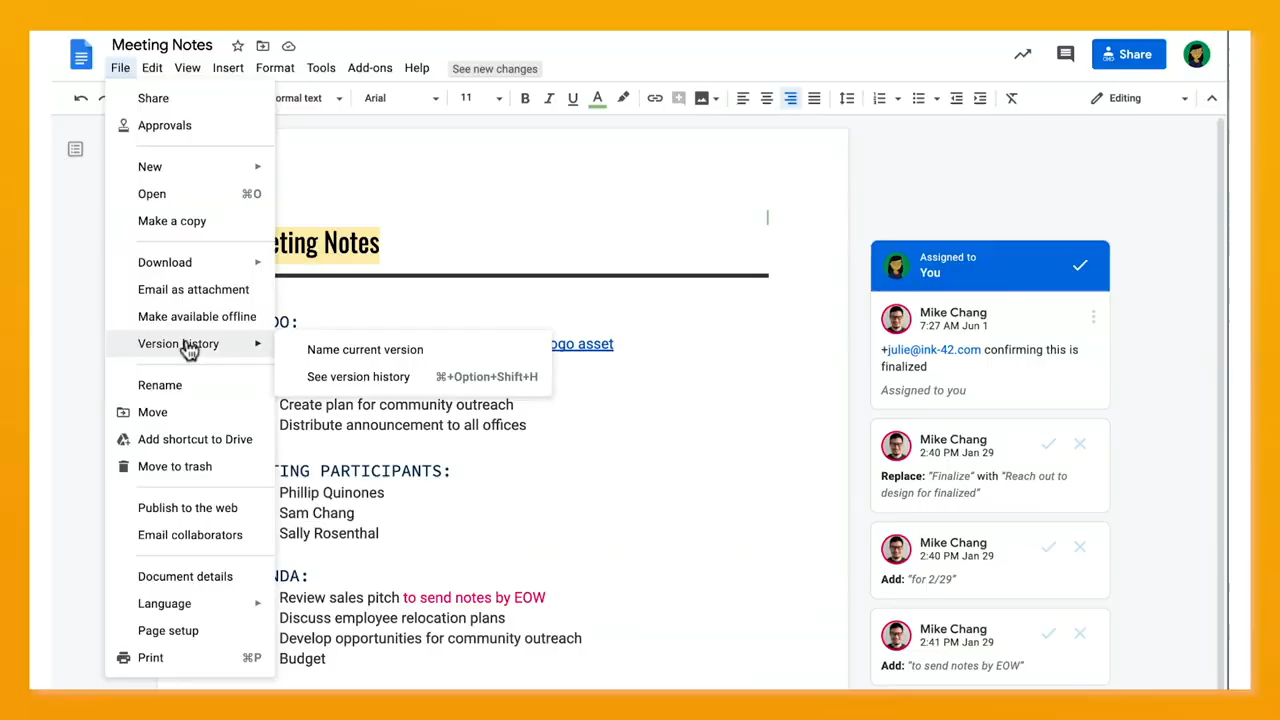 Meeting Notes
File Edit View Insert Format Tools Add-ons Help See new changes
Share
ormal text Arial 11 B I U A Editing
Share
Approvals
New
Open ⌘O
Make a copy
Download
Email as attachment
Make available offline
Version history
Rename
Move
Add shortcut to Drive
Move to trash
Publish to the web
Email collaborators
Document details
Language
Page setup
Print ⌘P
Name current version
See version history ⌘+Option+Shift+H
eting Notes
DO:
ogo asset
Create plan for community outreach
Distribute announcement to all offices
TING PARTICIPANTS:
Phillip Quinones
Sam Chang
Sally Rosenthal
NDA:
Review sales pitch to send notes by EOW
Discuss employee relocation plans
Develop opportunities for community outreach
Budget
Assigned to
You
Mike Chang
7:27 AM Jun 1
+julie@ink-42.com confirming this is
finalized
Assigned to you
Mike Chang
2:40 PM Jan 29
Replace: “Finalize” with “Reach out to
design for finalized”
Mike Chang
2:40 PM Jan 29
Add: “for 2/29”
Mike Chang
2:41 PM Jan 29
Add: “to send notes by EOW”